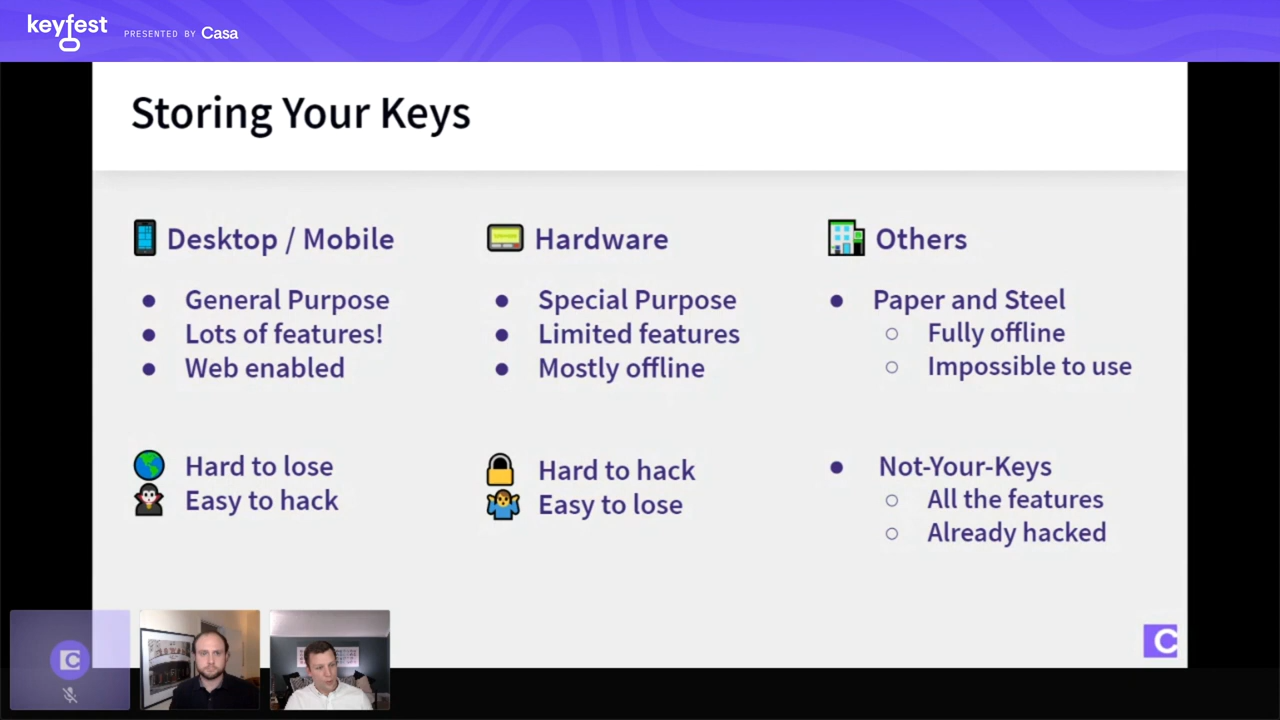 keyfest
PRESENTED BY Casa
Storing Your Keys
Desktop / Mobile
● General Purpose
● Lots of features!
● Web enabled
Hard to lose
Easy to hack
Hardware
● Special Purpose
● Limited features
● Mostly offline
Hard to hack
Easy to lose
Others
● Paper and Steel
○ Fully offline
○ Impossible to use
● Not-Your-Keys
○ All the features
○ Already hacked
C
C